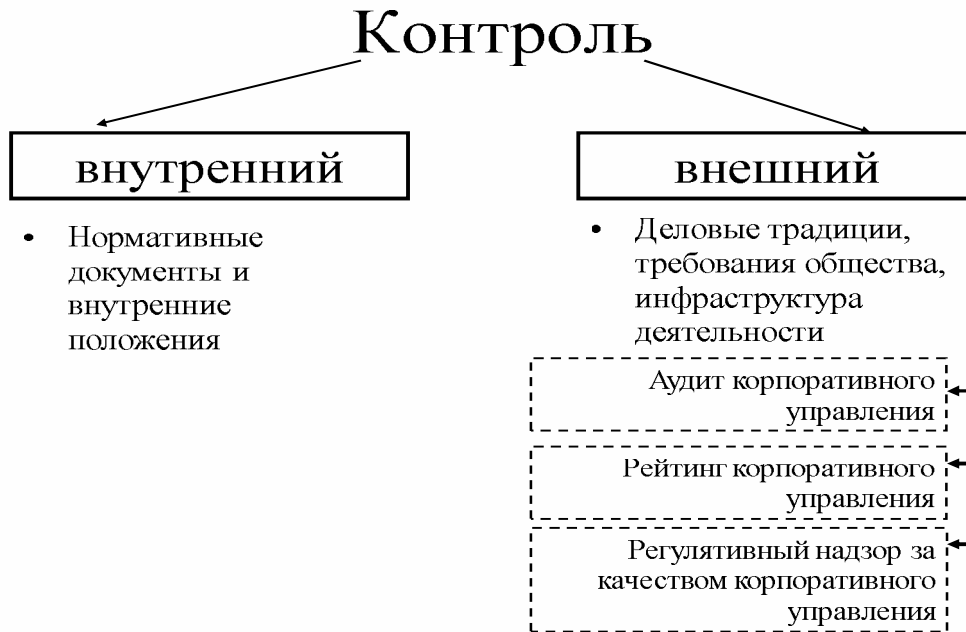 Контроль
внутренний
• Нормативные
документы и
внутренние
положения
внешний
• Деловые традиции,
требования общества,
инфраструктура
деятельности
Аудит корпоративного
управления
Рейтинг корпоративного
управления
Регулятивный надзор за
качеством корпоративного
управления